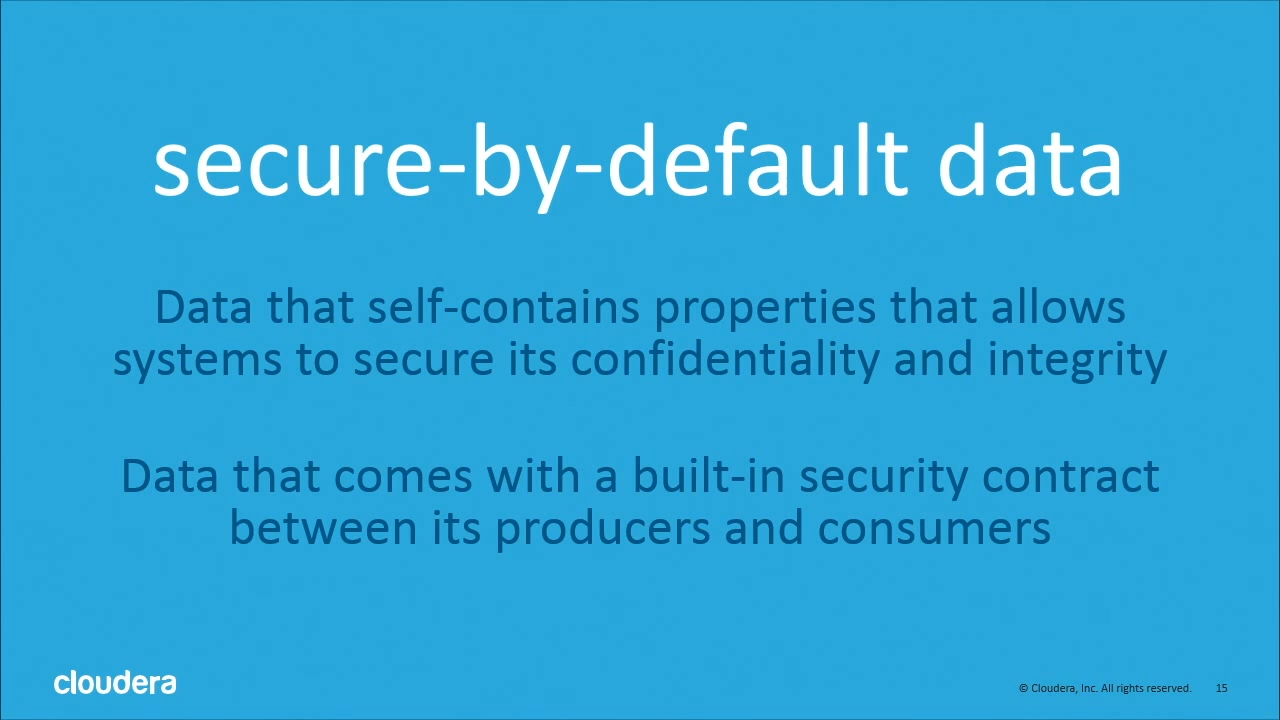 secure-by-default data
Data that self-contains properties that allows
systems to secure its confidentiality and integrity
Data that comes with a built-in security contract
between its producers and consumers
cloudera
© Cloudera, Inc. All rights reserved. 15